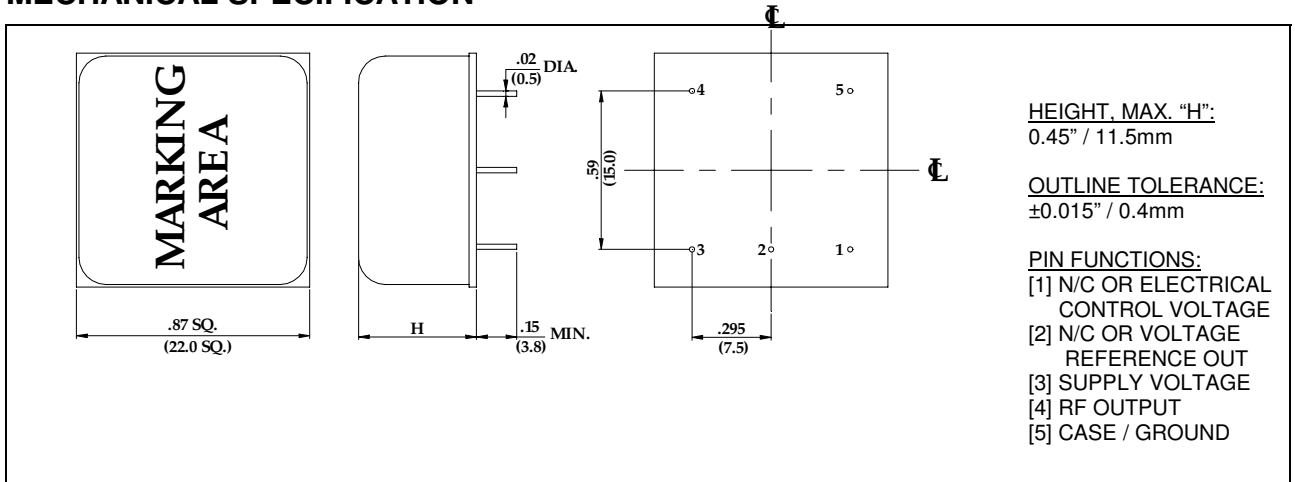 MECHANICAL SPECIFICATION
MARKING
AREA
.87 SQ.
(22.0 SQ.)
.02
(0.5)
DIA.
H
.15
(3.8)
MIN.
℄
4
5
.59
(15.0)
℄
3
2
1
.295
(7.5)
HEIGHT, MAX. “H”:
0.45” / 11.5mm
OUTLINE TOLERANCE:
±0.015” / 0.4mm
PIN FUNCTIONS:
[1] N/C OR ELECTRICAL
CONTROL VOLTAGE
[2] N/C OR VOLTAGE
REFERENCE OUT
[3] SUPPLY VOLTAGE
[4] RF OUTPUT
[5] CASE / GROUND